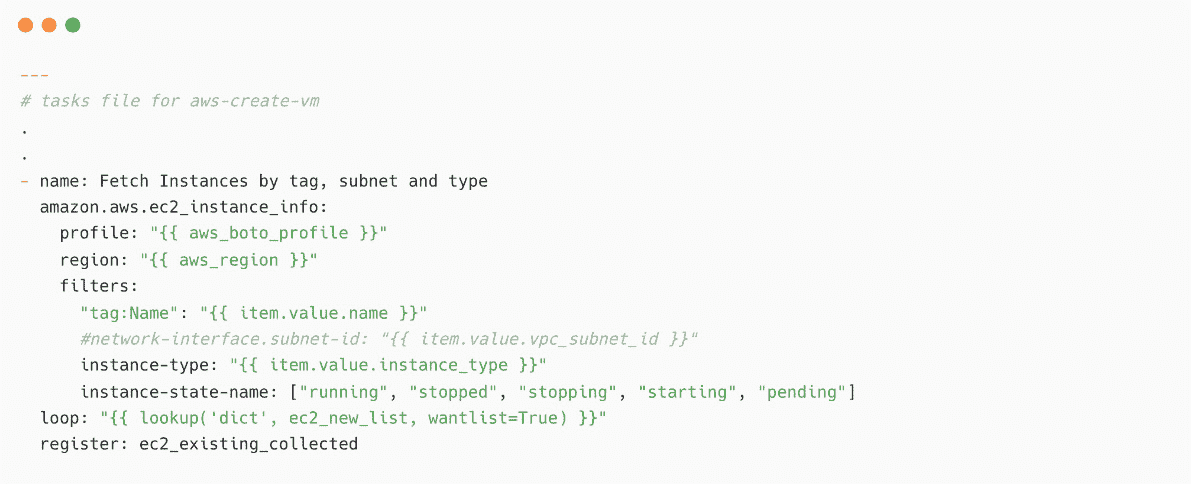 ---
# tasks file for aws-create-vm
.
.
- name: Fetch Instances by tag, subnet and type
  amazon.aws.ec2_instance_info:
    profile: "{{ aws_boto_profile }}"
    region: "{{ aws_region }}"
    filters:
      "tag:Name": "{{ item.value.name }}"
      #network-interface.subnet-id: “{{ item.value.vpc_subnet_id }}"
      instance-type: "{{ item.value.instance_type }}"
      instance-state-name: ["running", "stopped", "stopping", "starting", "pending"]
  loop: "{{ lookup('dict', ec2_new_list, wantlist=True) }}"
  register: ec2_existing_collected